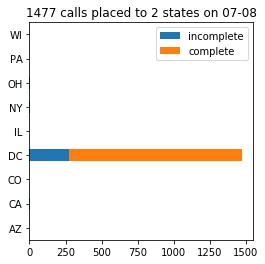 1477 calls placed to 2 states on 07-08
incomplete
complete
WI
PA
OH
NY
IL
DC
CO
CA
AZ
0 250 500 750 1000 1250 1500